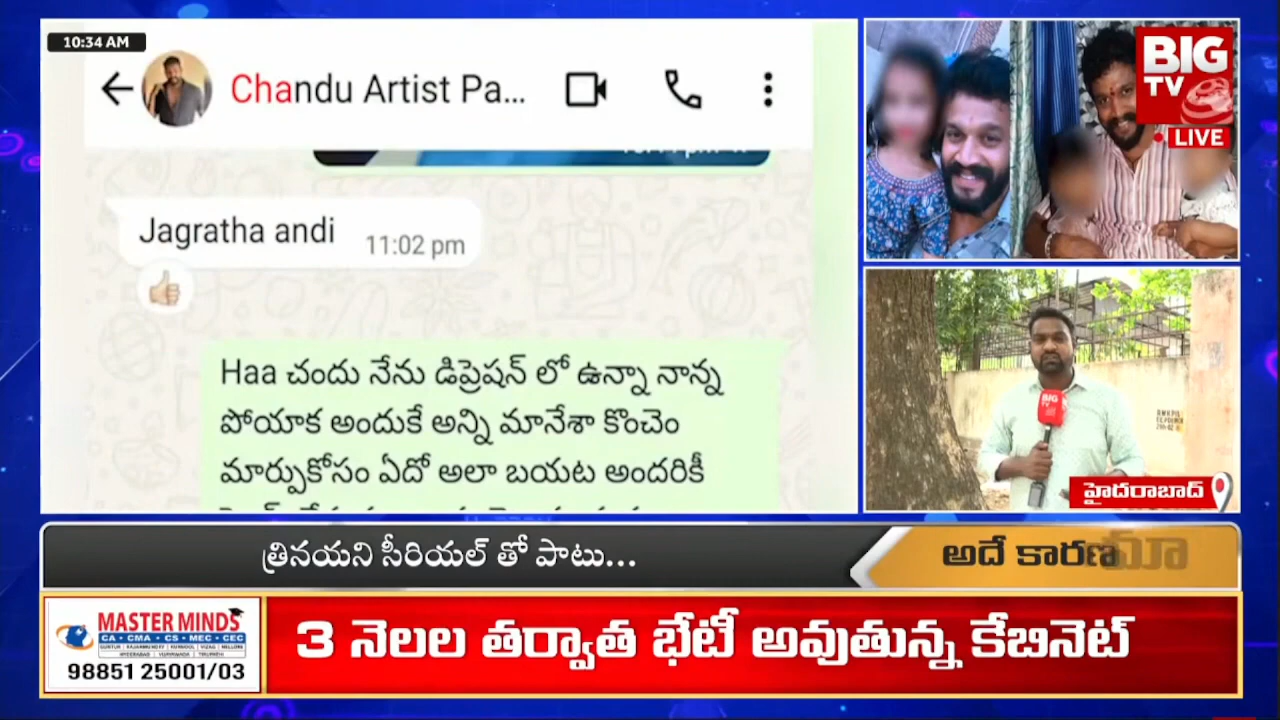 10:34 AM
Chandu Artist Pa...
Jagratha andi
11:02 pm
Haa చందు నేను డిప్రెషన్ లో ఉన్నా నాన్న
పోయాక అందుకే అన్ని మానేశా కొంచెం
మార్పుకోసం ఏదో అలా బయట అందరికీ
BIG
TV
LIVE
BIG
TV
హైదరాబాద్
త్రినయని సీరియల్ తో పాటు...
అదే కారణమా
MASTER MINDS
CA • CMA • CS • MEC • CEC
98851 25001/03
3 నెలల తర్వాత భేటీ అవుతున్న కేబినెట్